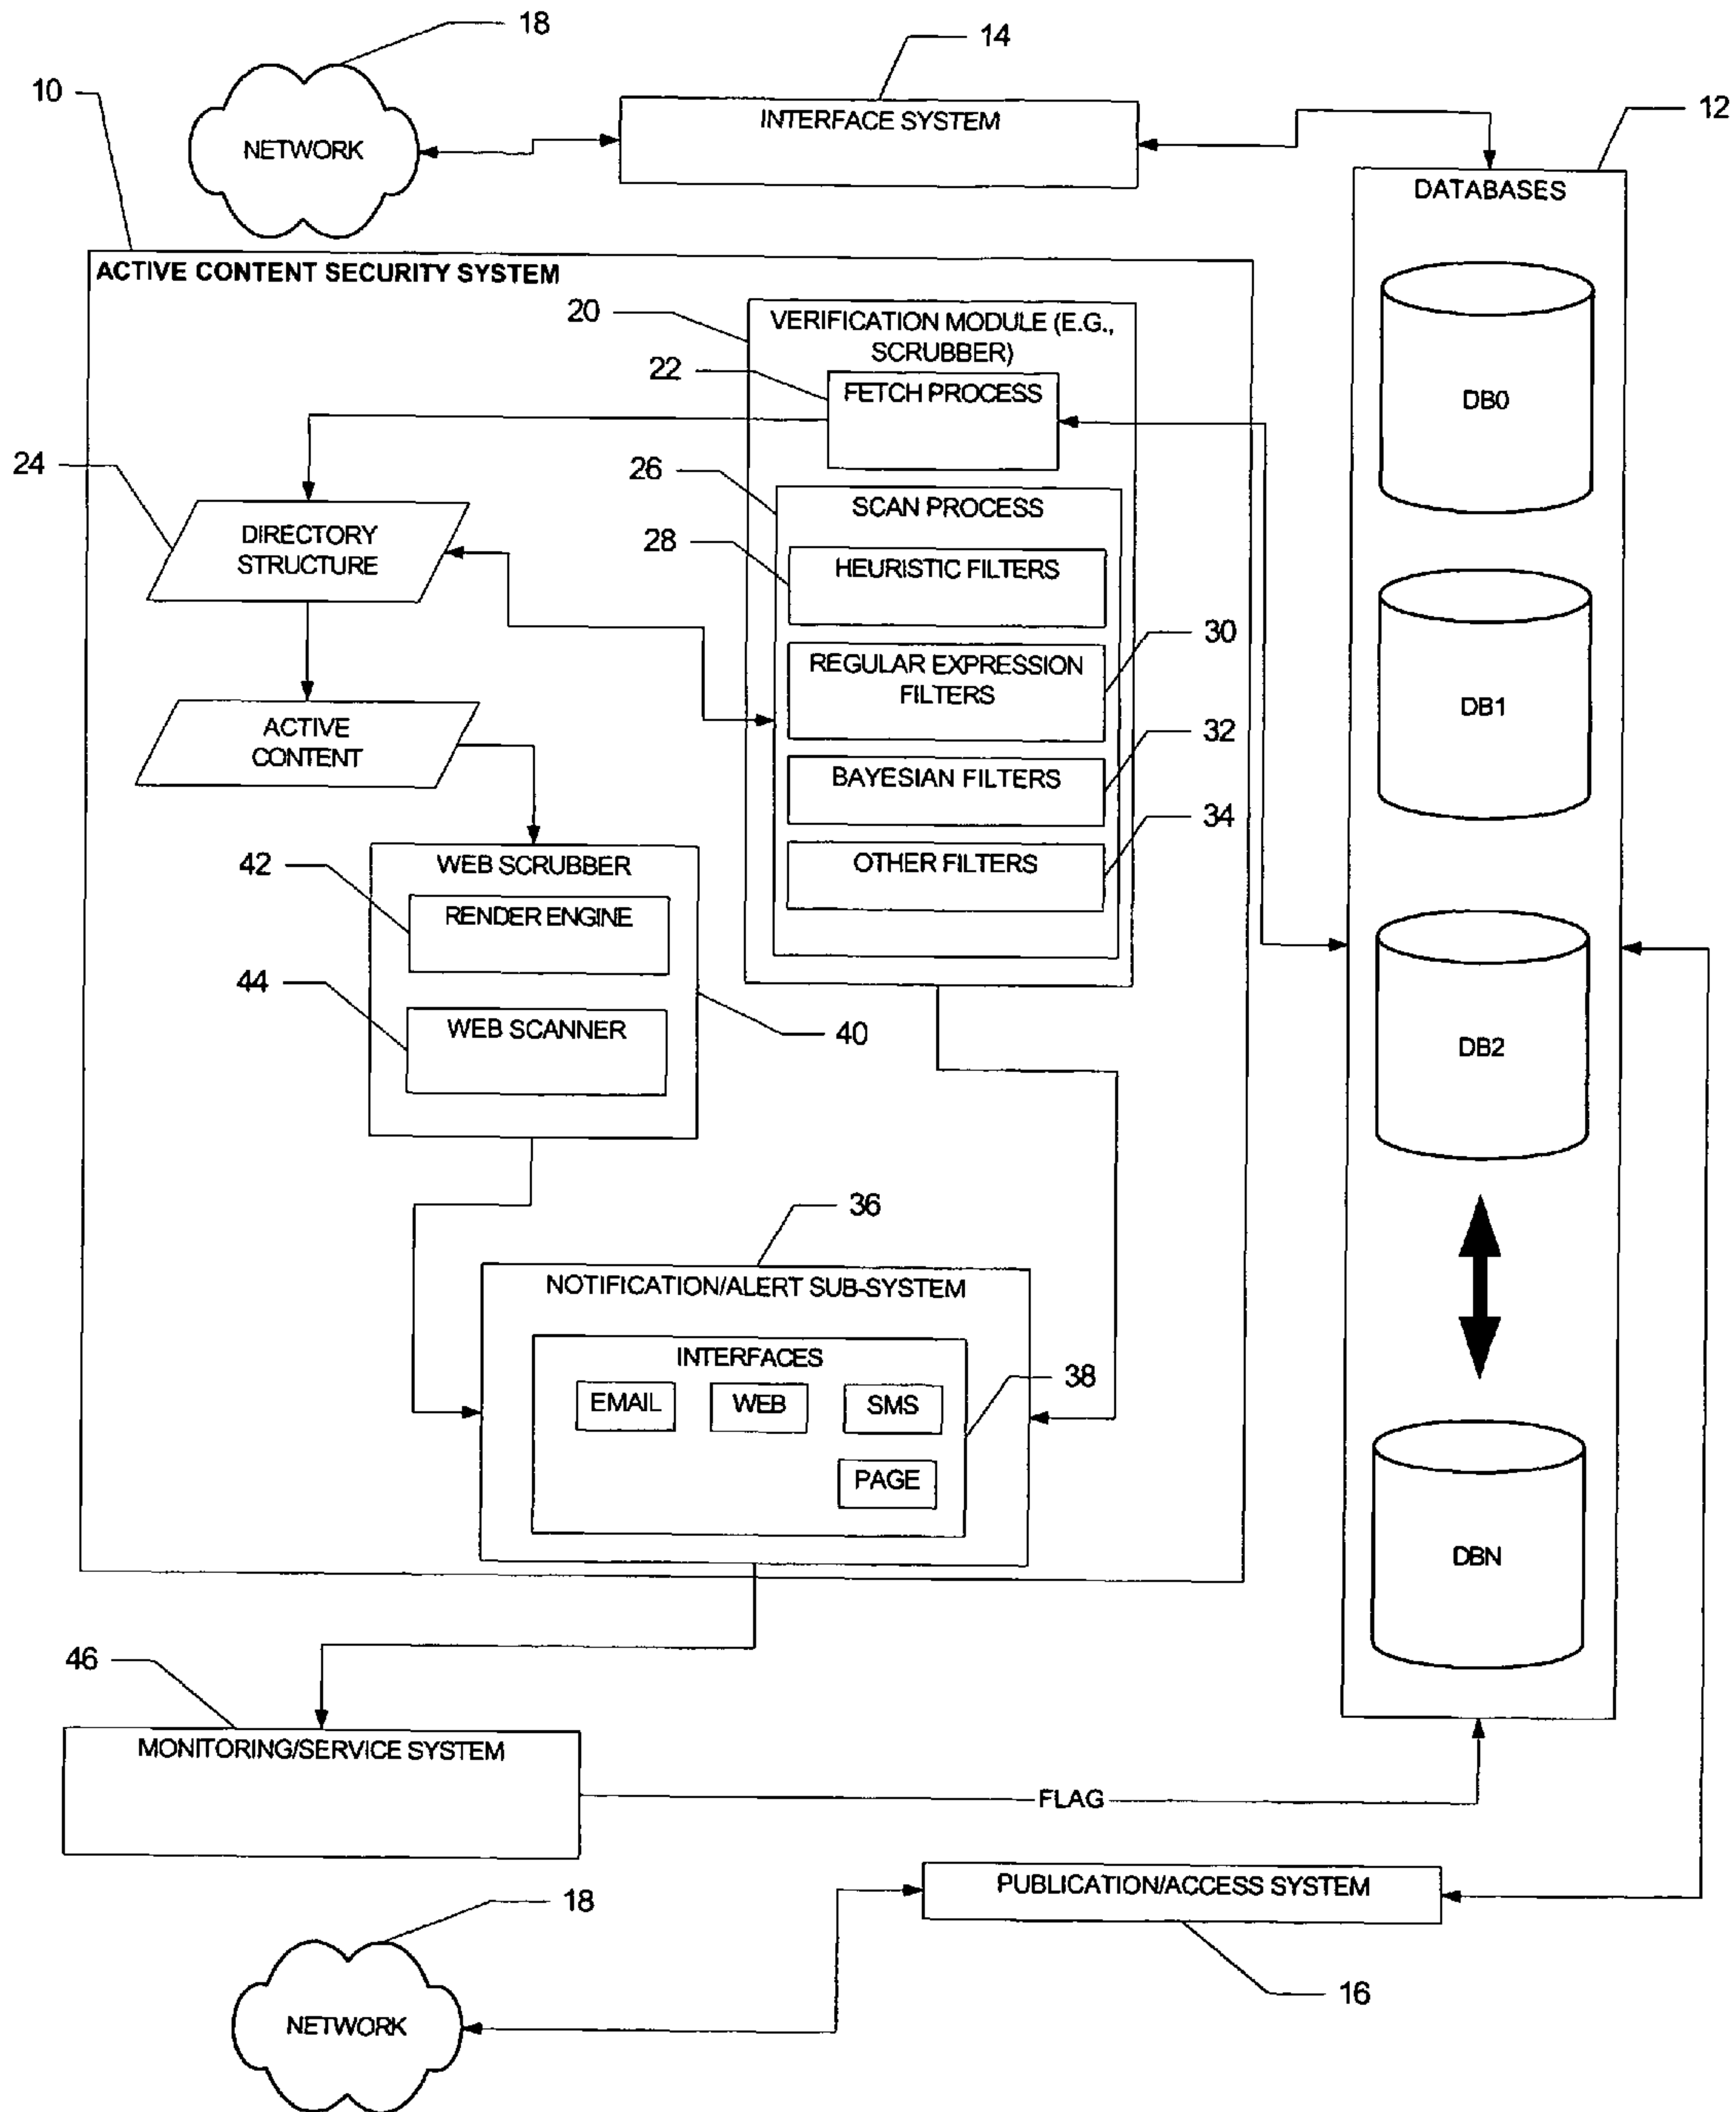 18
14
10
INTERFACE SYSTEM
12
NETWORK
DATABASES
ACTIVE CONTENT SECURITY SYSTEM
20
VERIFICATION MODULE (E.G.,
SCRUBBER)
22
FETCH PROCESS
DB0
24
26
SCAN PROCESS
DIRECTORY
STRUCTURE
28
HEURISTIC FILTERS
30
REGULAR EXPRESSION
FILTERS
DB1
ACTIVE
CONTENT
32
BAYESIAN FILTERS
34
42
WEB SCRUBBER
OTHER FILTERS
RENDER ENGINE
44
WEB SCANNER
40
DB2
36
NOTIFICATION/ALERT SUB-SYSTEM
INTERFACES
38
EMAIL
WEB
SMS
PAGE
DBN
46
MONITORING/SERVICE SYSTEM
FLAG
PUBLICATION/ACCESS SYSTEM
18
16
NETWORK